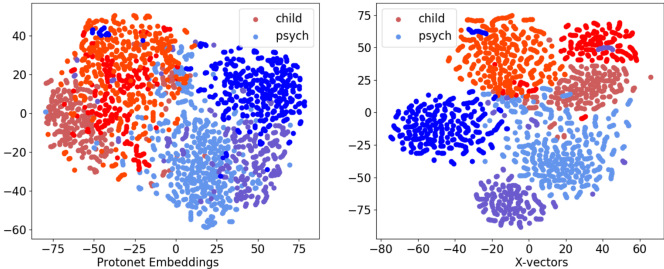 child
psych
40
20
0
−20
−40
−60
−75 −50 −25 0 25 50 75
Protonet Embeddings
child
psych
75
50
25
0
−25
−50
−75
−80 −60 −40 −20 0 20 40 60
X-vectors